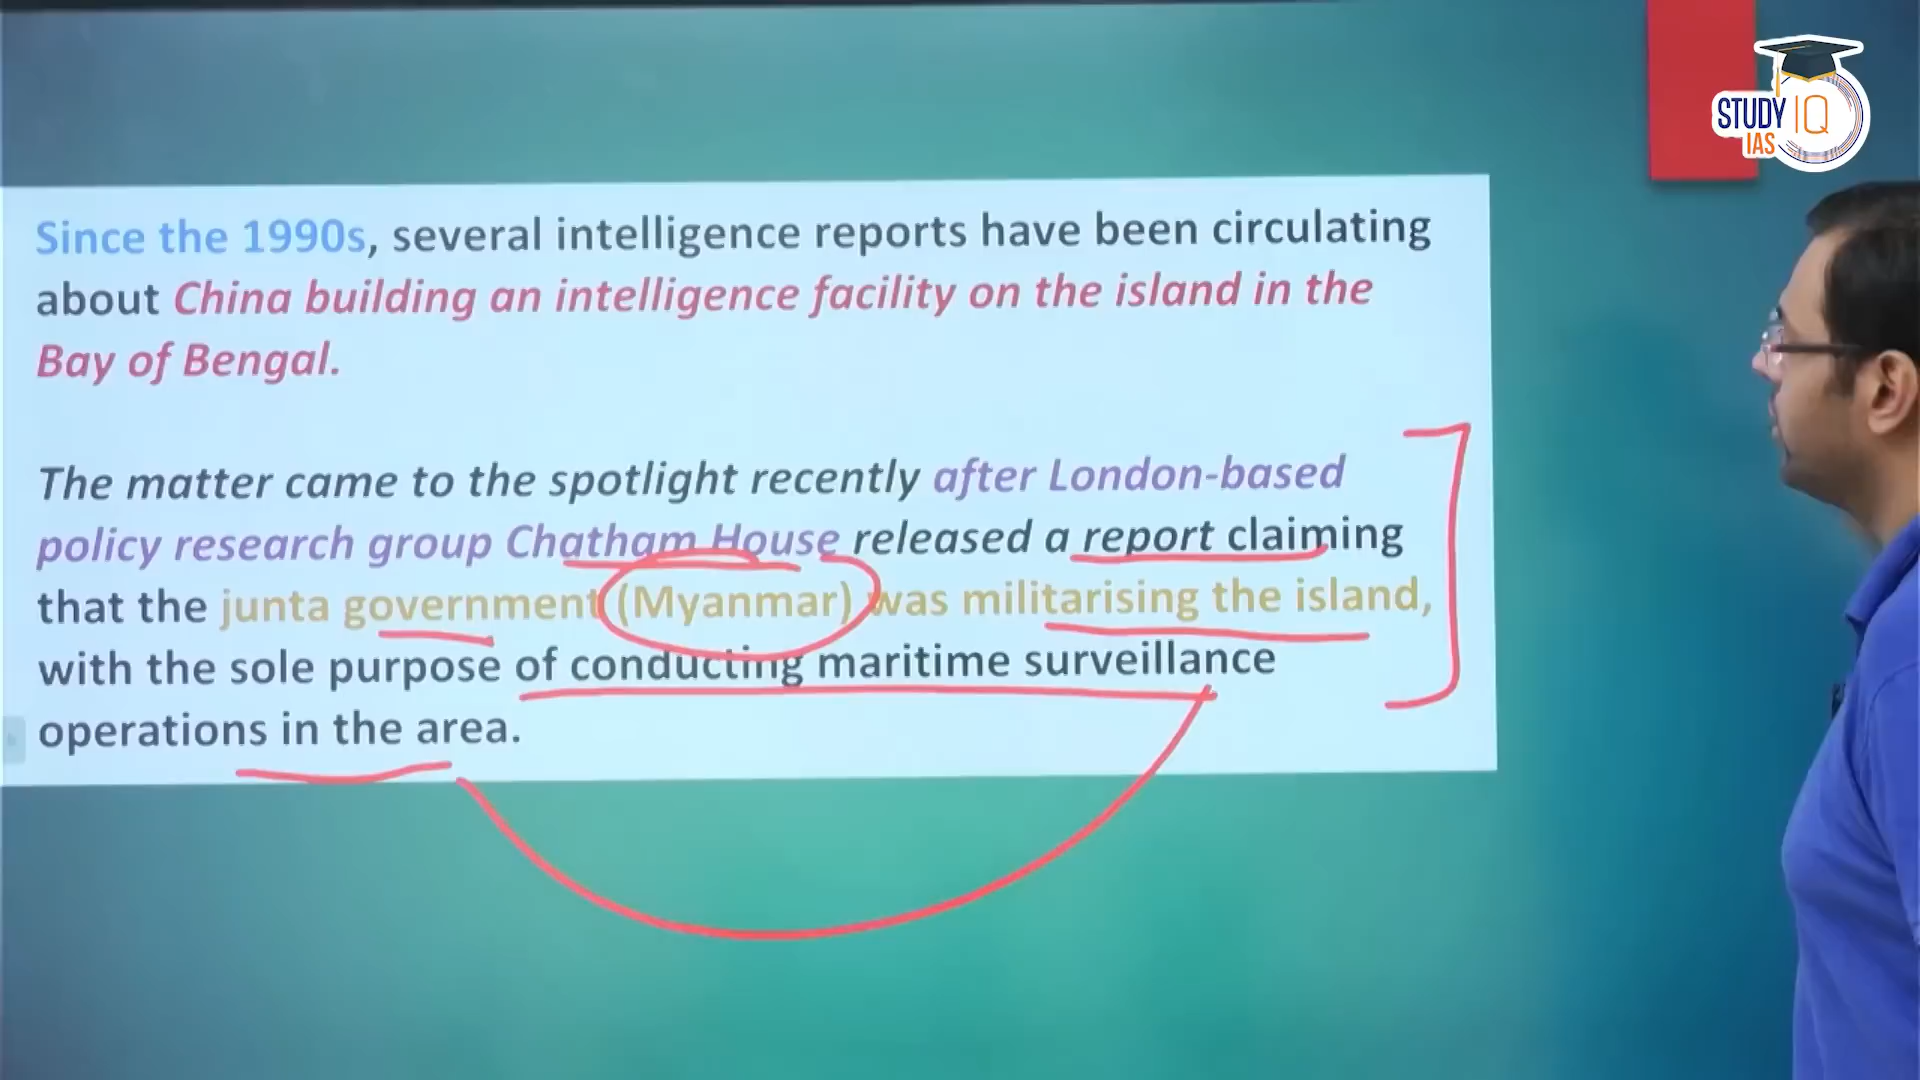 STUDY IQ
IAS
Since the 1990s, several intelligence reports have been circulating
about China building an intelligence facility on the island in the
Bay of Bengal.
The matter came to the spotlight recently after London-based
policy research group Chatham House released a report claiming
that the junta government (Myanmar) was militarising the island,
with the sole purpose of conducting maritime surveillance
operations in the area.